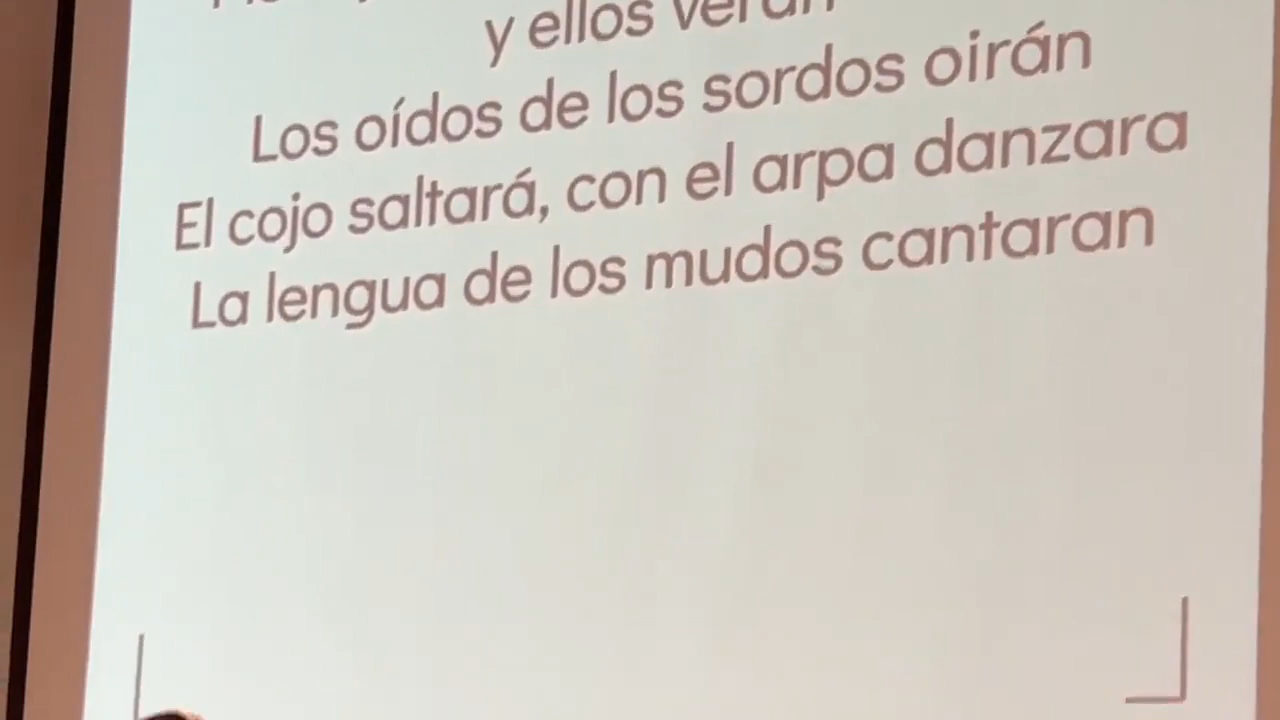 y ellos verán
Los oídos de los sordos oirán
El cojo saltará, con el arpa danzara
La lengua de los mudos cantaran